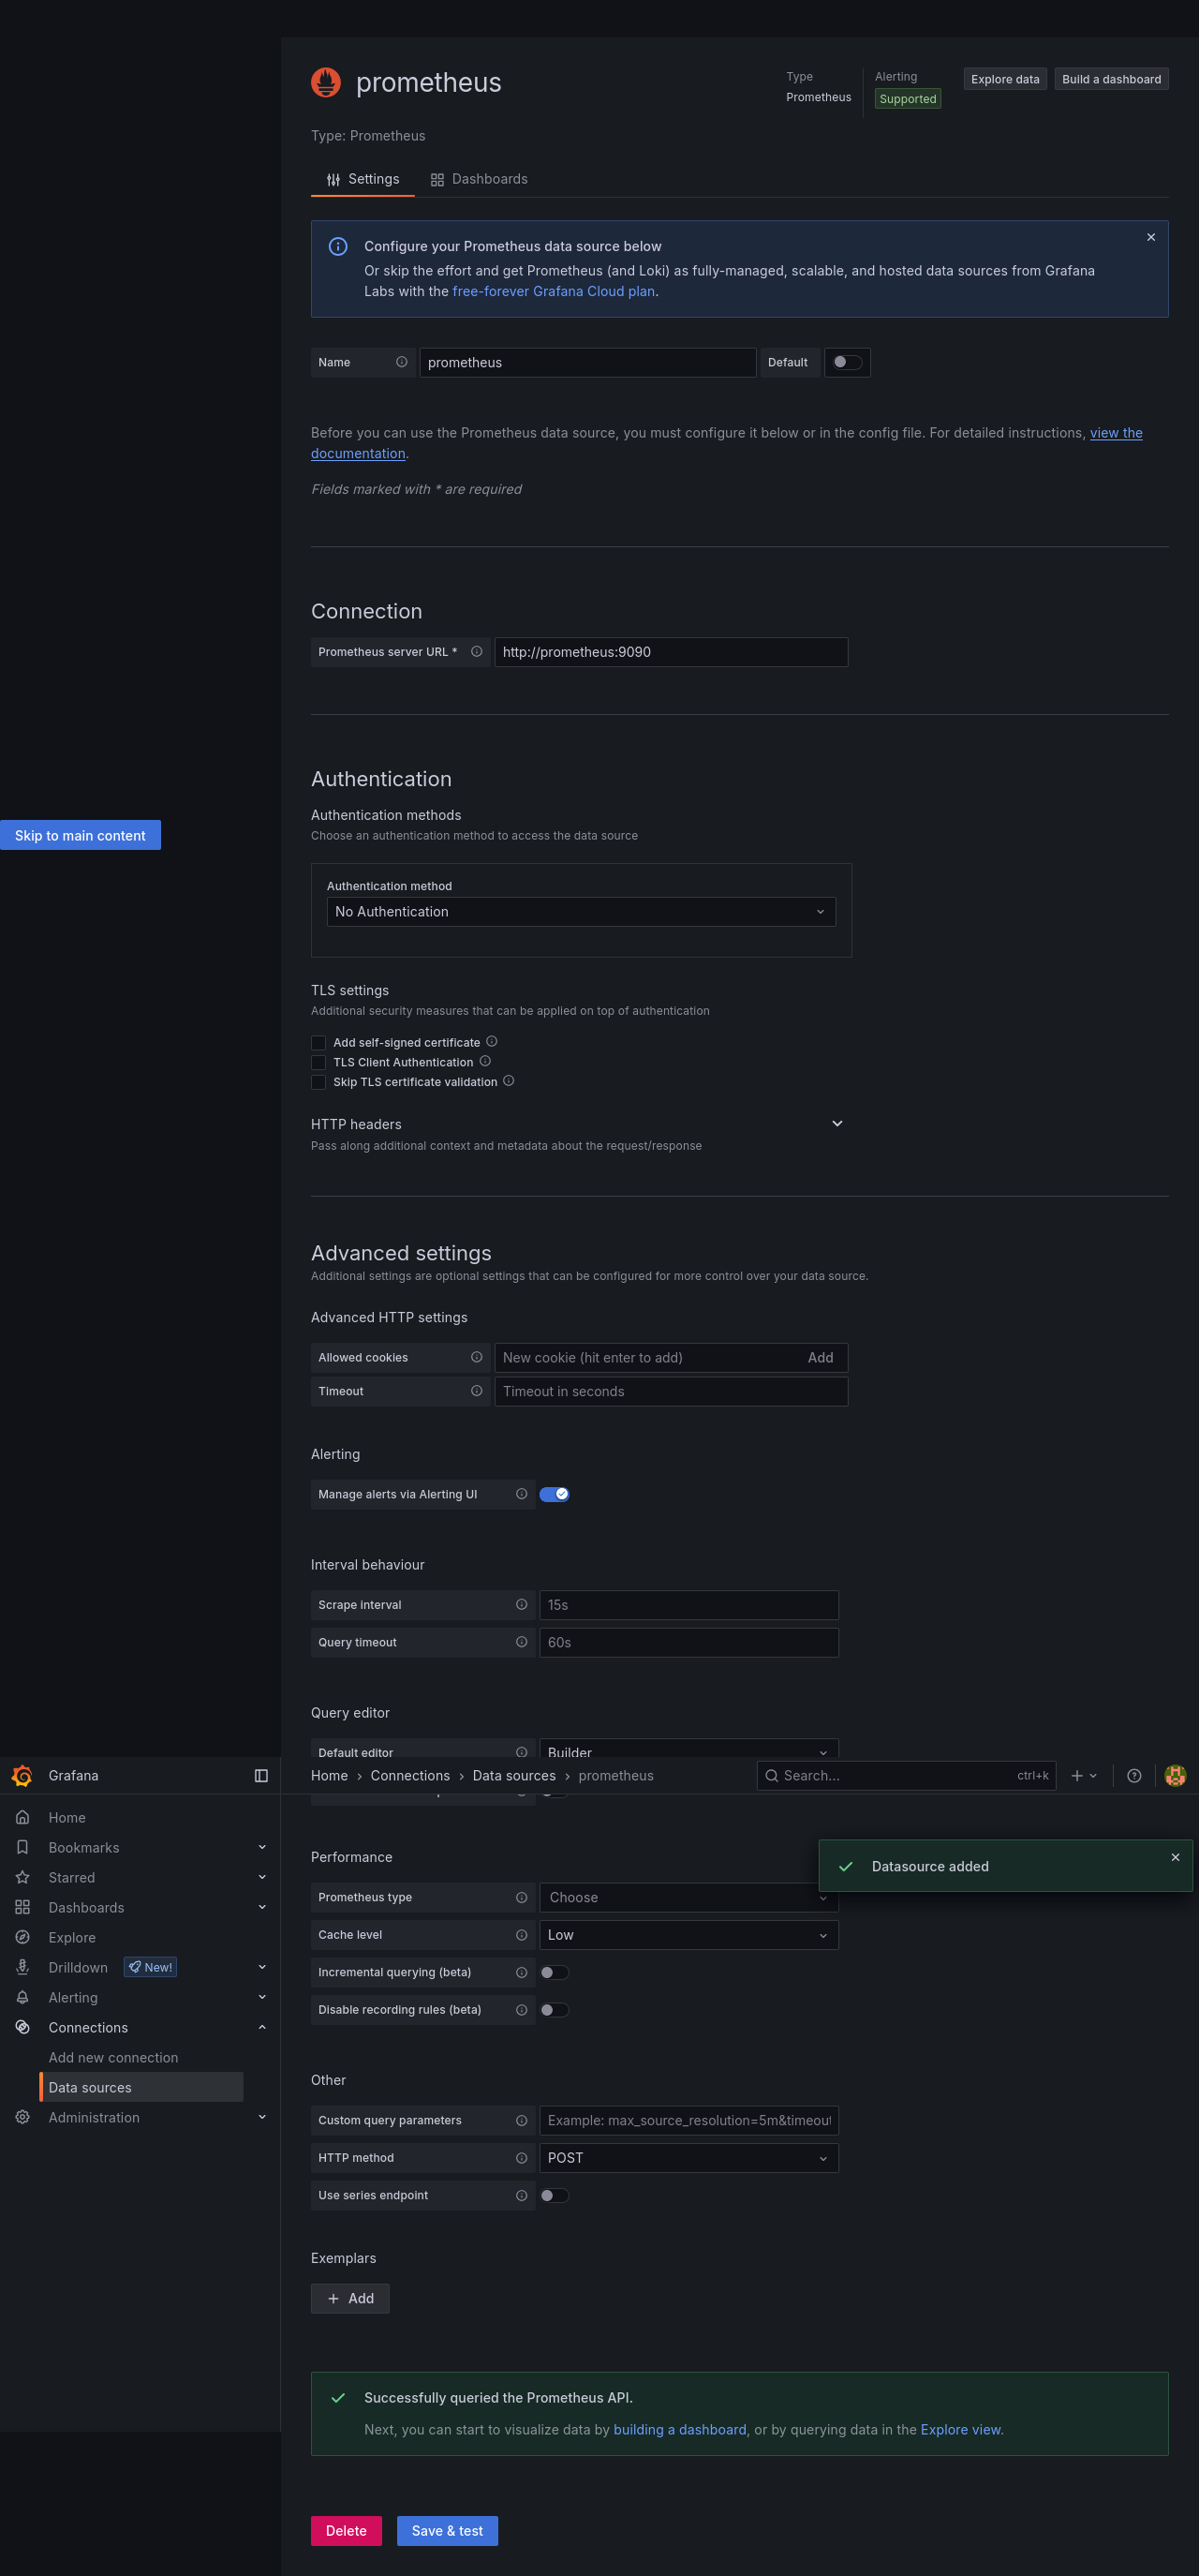 prometheus
Type
Prometheus
Alerting
Supported
Explore data
Build a dashboard
Type: Prometheus
Settings
Dashboards
Configure your Prometheus data source below
Or skip the effort and get Prometheus (and Loki) as fully-managed, scalable, and hosted data sources from Grafana
Labs with the free-forever Grafana Cloud plan.
Name
prometheus
Default
Before you can use the Prometheus data source, you must configure it below or in the config file. For detailed instructions, view the
documentation.
Fields marked with * are required
Connection
Prometheus server URL *
http://prometheus:9090
Authentication
Authentication methods
Choose an authentication method to access the data source
Skip to main content
Authentication method
No Authentication
TLS settings
Additional security measures that can be applied on top of authentication
Add self-signed certificate
TLS Client Authentication
Skip TLS certificate validation
HTTP headers
Pass along additional context and metadata about the request/response
Advanced settings
Additional settings are optional settings that can be configured for more control over your data source.
Advanced HTTP settings
Allowed cookies
New cookie (hit enter to add)
Add
Timeout
Timeout in seconds
Alerting
Manage alerts via Alerting UI
Interval behaviour
Scrape interval
15s
Query timeout
60s
Query editor
Default editor
Builder
Grafana
Home
Connections
Data sources
prometheus
Search...
ctrl+k
Home
Bookmarks
Starred
Dashboards
Explore
Drilldown
New!
Alerting
Connections
Add new connection
Data sources
Administration
Performance
Datasource added
Prometheus type
Choose
Cache level
Low
Incremental querying (beta)
Disable recording rules (beta)
Other
Custom query parameters
Example: max_source_resolution=5m&timeout
HTTP method
POST
Use series endpoint
Exemplars
Add
Successfully queried the Prometheus API.
Next, you can start to visualize data by building a dashboard, or by querying data in the Explore view.
Delete
Save & test